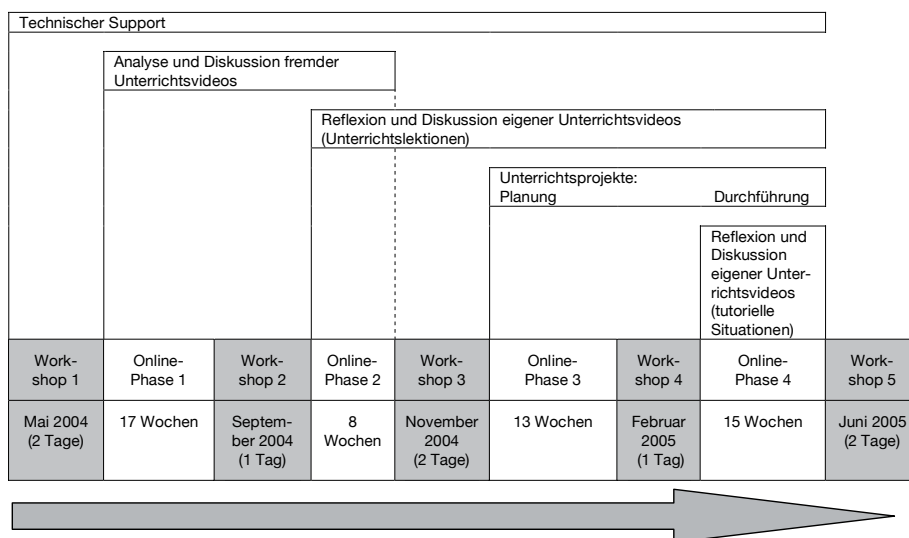 Technischer Support
Analyse und Diskussion fremder
Unterrichtsvideos
Reflexion und Diskussion eigener Unterrichtsvideos
(Unterrichtslektionen)
Unterrichtsprojekte:
Planung Durchführung
Reflexion und
Diskussion
eigener Unter-
richtsvideos
(tutorielle
Situationen)
Work-
shop 1
Online-
Phase 1
Work-
shop 2
Online-
Phase 2
Work-
shop 3
Online-
Phase 3
Work-
shop 4
Online-
Phase 4
Work-
shop 5
Mai 2004
(2 Tage)
17 Wochen
Septem-
ber 2004
(1 Tag)
8
Wochen
November
2004
(2 Tage)
13 Wochen
Februar
2005
(1 Tag)
15 Wochen
Juni 2005
(2 Tage)